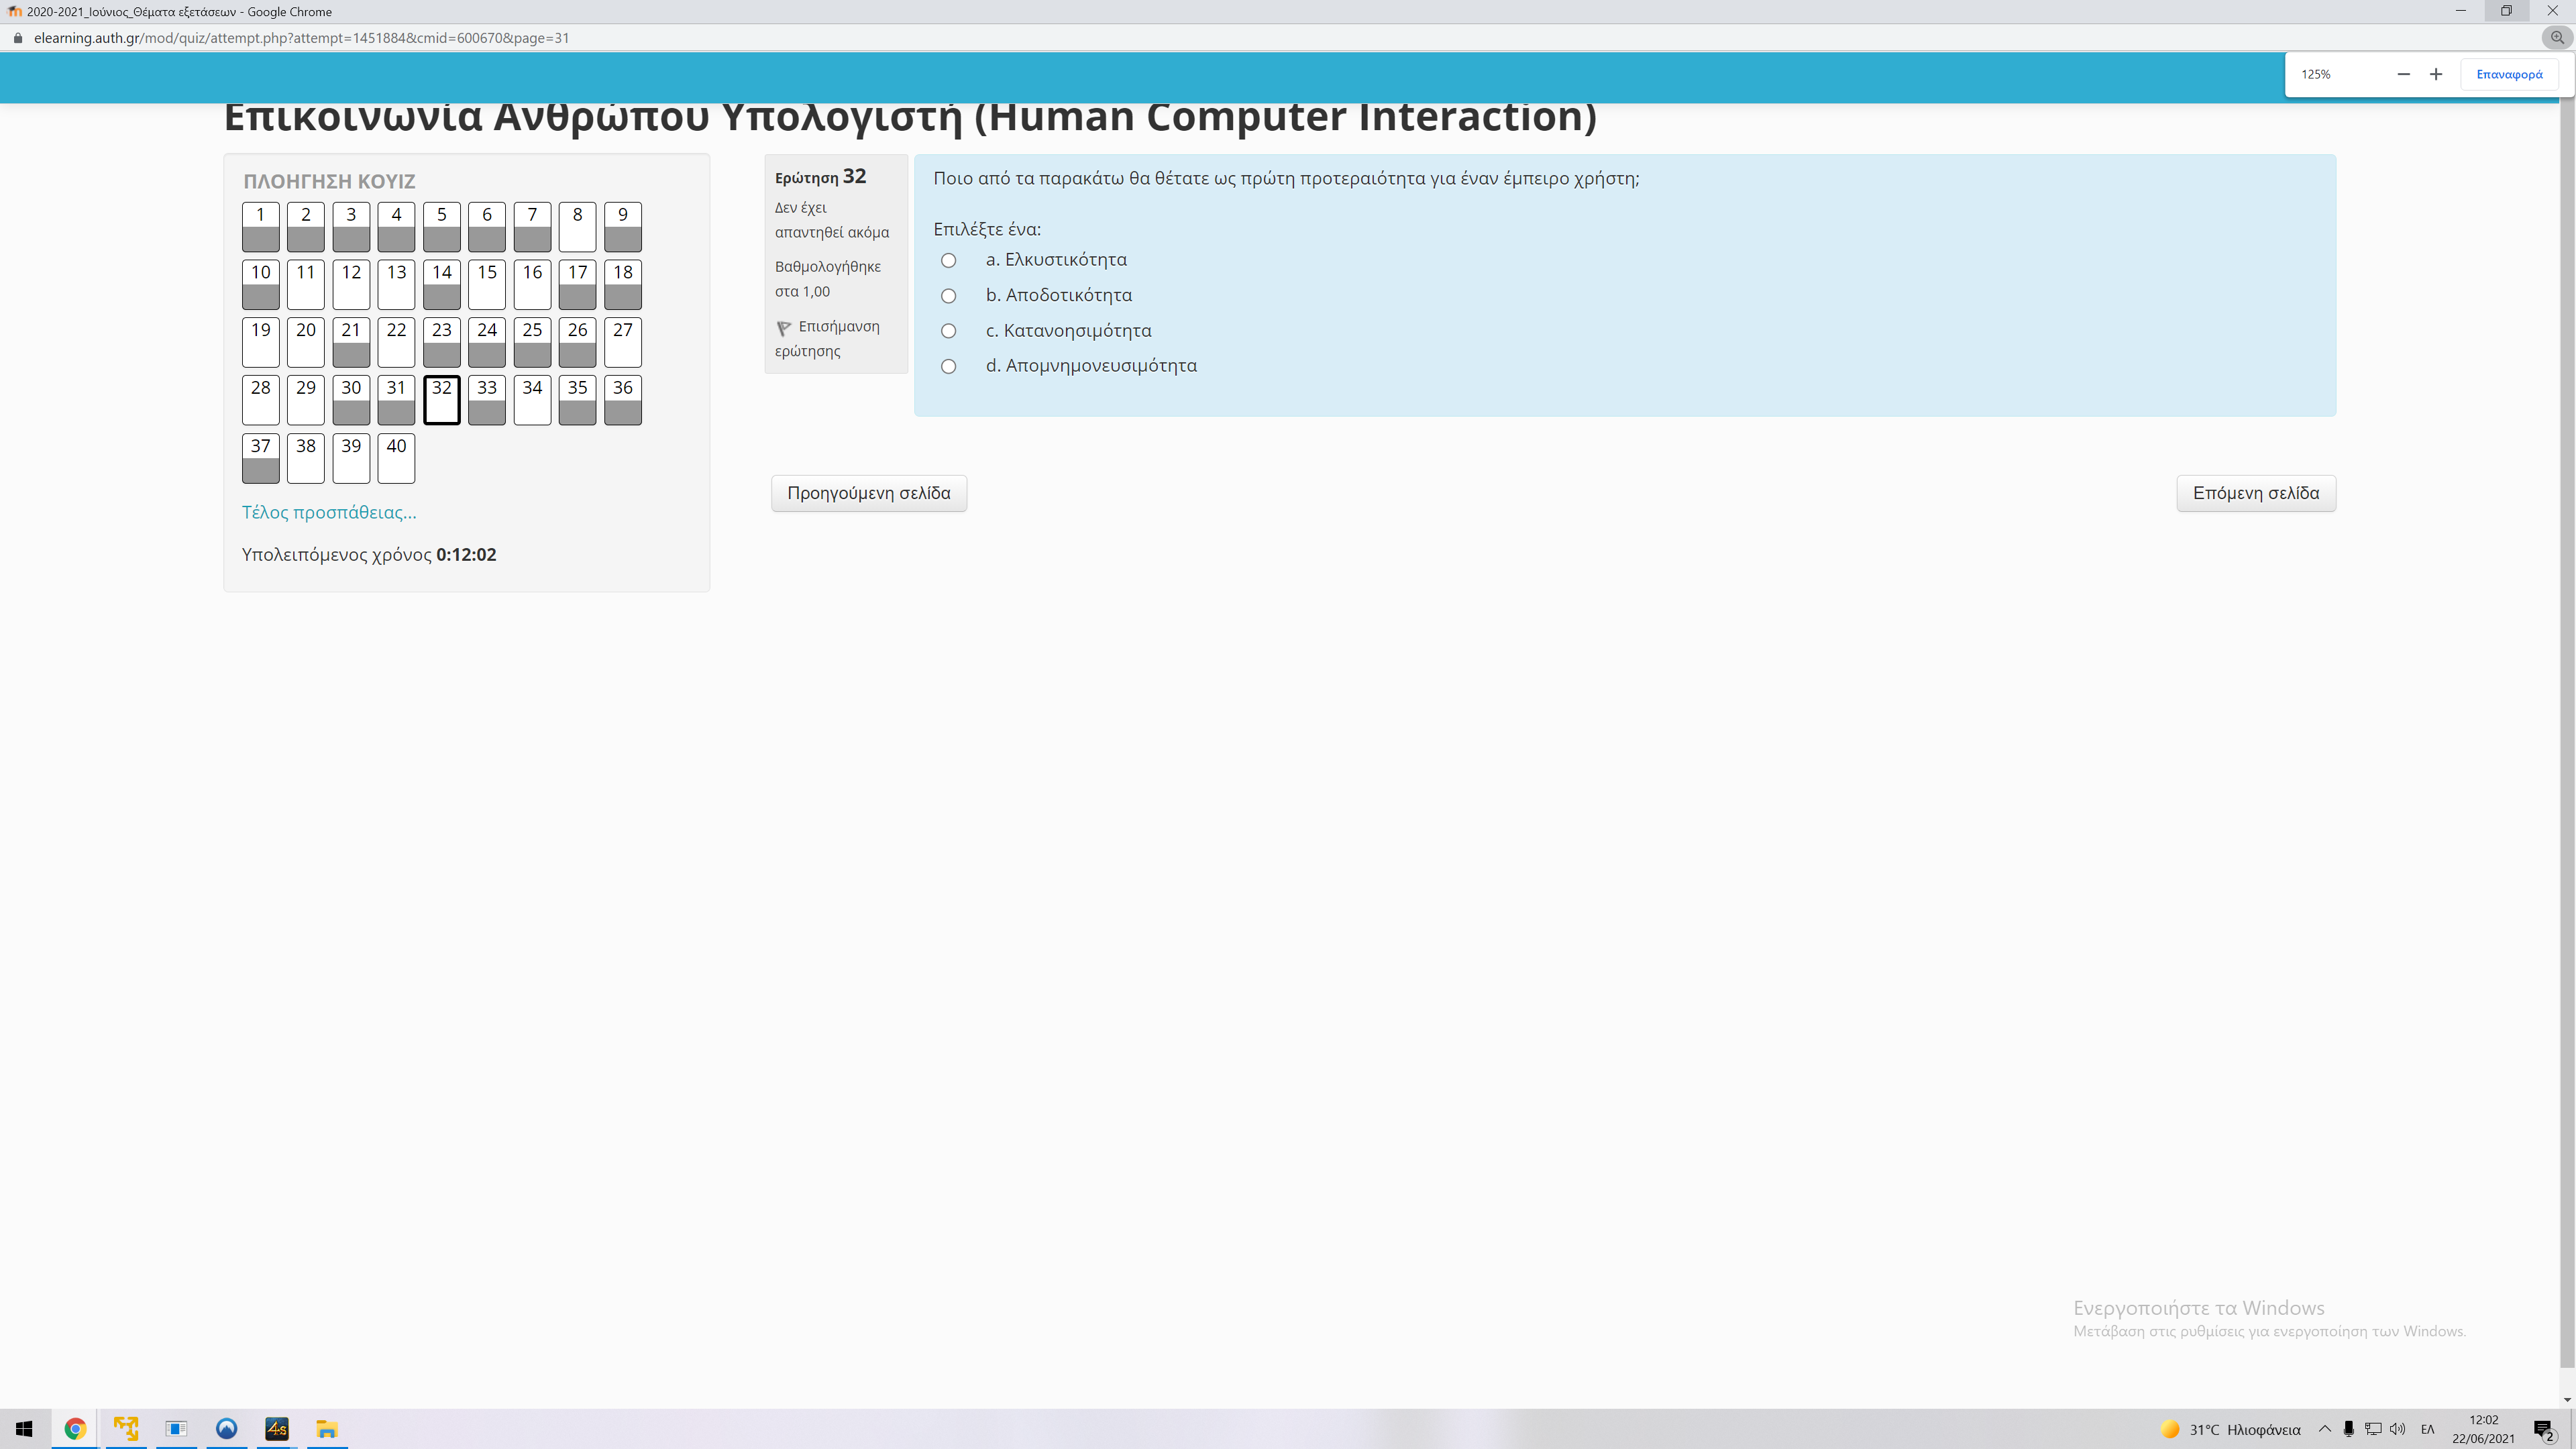 2020-2021_Ιούνιος_Θέματα εξετάσεων - Google Chrome
elearning.auth.gr/mod/quiz/attempt.php?attempt=1451884&cmid=600670&page=31
125%
Επαναφορά
Επικοινωνία Ανθρώπου Υπολογιστή (Human Computer Interaction)
ΠΛΟΗΓΗΣΗ ΚΟΥΙΖ
1 2 3 4 5 6 7 8 9
10 11 12 13 14 15 16 17 18
19 20 21 22 23 24 25 26 27
28 29 30 31 32 33 34 35 36
37 38 39 40
Τέλος προσπάθειας...
Υπολειπόμενος χρόνος 0:12:02
Ερώτηση 32
Δεν έχει
απαντηθεί ακόμα
Βαθμολογήθηκε
στα 1,00
Επισήμανση
ερώτησης
Ποιο από τα παρακάτω θα θέτατε ως πρώτη προτεραιότητα για έναν έμπειρο χρήστη;
Επιλέξτε ένα:
a. Ελκυστικότητα
b. Αποδοτικότητα
c. Κατανοησιμότητα
d. Απομνημονευσιμότητα
Προηγούμενη σελίδα
Επόμενη σελίδα
Ενεργοποιήστε τα Windows
Μετάβαση στις ρυθμίσεις για ενεργοποίηση των Windows.
4s
31°C Ηλιοφάνεια
ΕΛ
12:02
22/06/2021
2